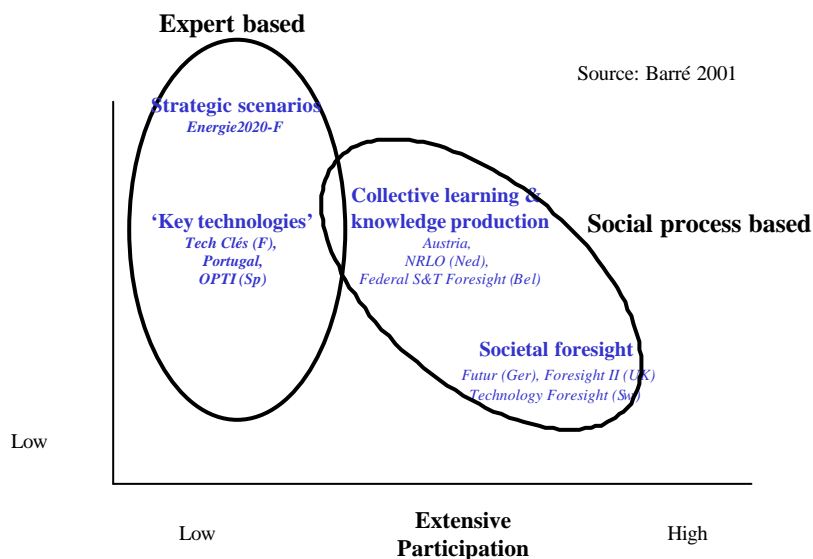 Expert based
Source: Barré 2001
Strategic scenarios
Energie2020-F
Collective learning &
knowledge production
Austria,
NRLO (Ned),
Federal S&T Foresight (Bel)
'Key technologies'
Tech Clés (F),
Portugal,
OPTI (Sp)
Social process based
Societal foresight
Futur (Ger), Foresight II (UK)
Technology Foresight (Sw)
Low
Low
Extensive
Participation
High